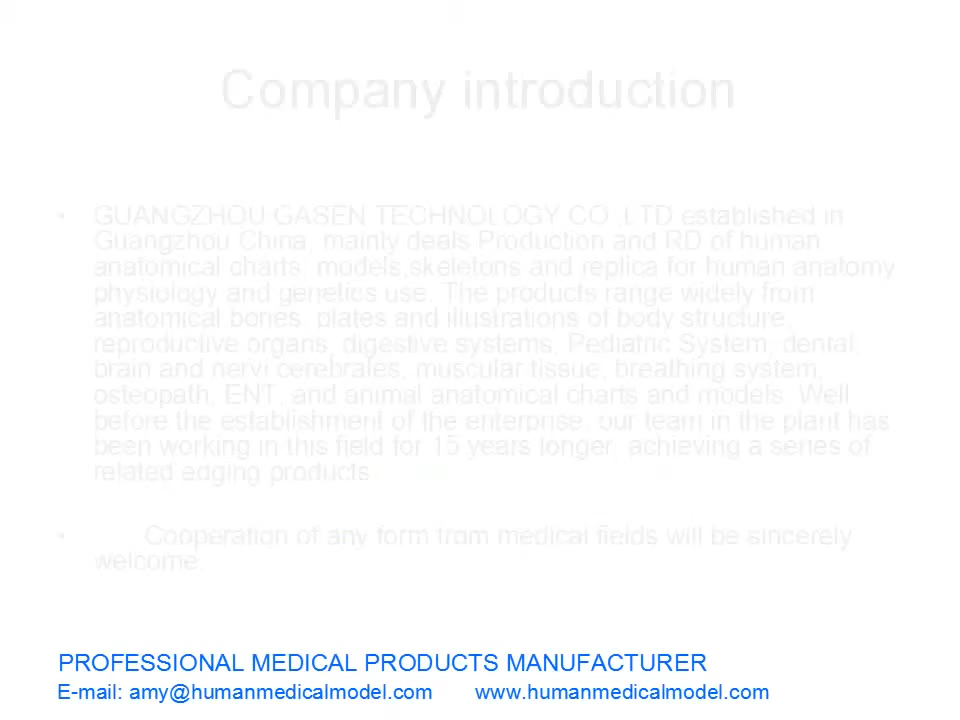 Company introduction
• GUANGZHOU GASEN TECHNOLOGY CO.,LTD established in
Guangzhou China, mainly deals Production and RD of human
anatomical charts, models,skeletons and replica for human anatomy
physiology and genetics use. The products range widely from
anatomical bones, plates and illustrations of body structure,
reproductive organs, digestive systems, Pediatric System, dental,
brain and nervi cerebrales, muscular tissue, breathing system,
osteopath, ENT, and animal anatomical charts and models. Well
before the establishment of the enterprise, our team in the plant has
been working in this field for 15 years longer, achieving a series of
related edging products.
• Cooperation of any form from medical fields will be sincerely
welcome.
PROFESSIONAL MEDICAL PRODUCTS MANUFACTURER
E-mail: amy@humanmedicalmodel.com www.humanmedicalmodel.com